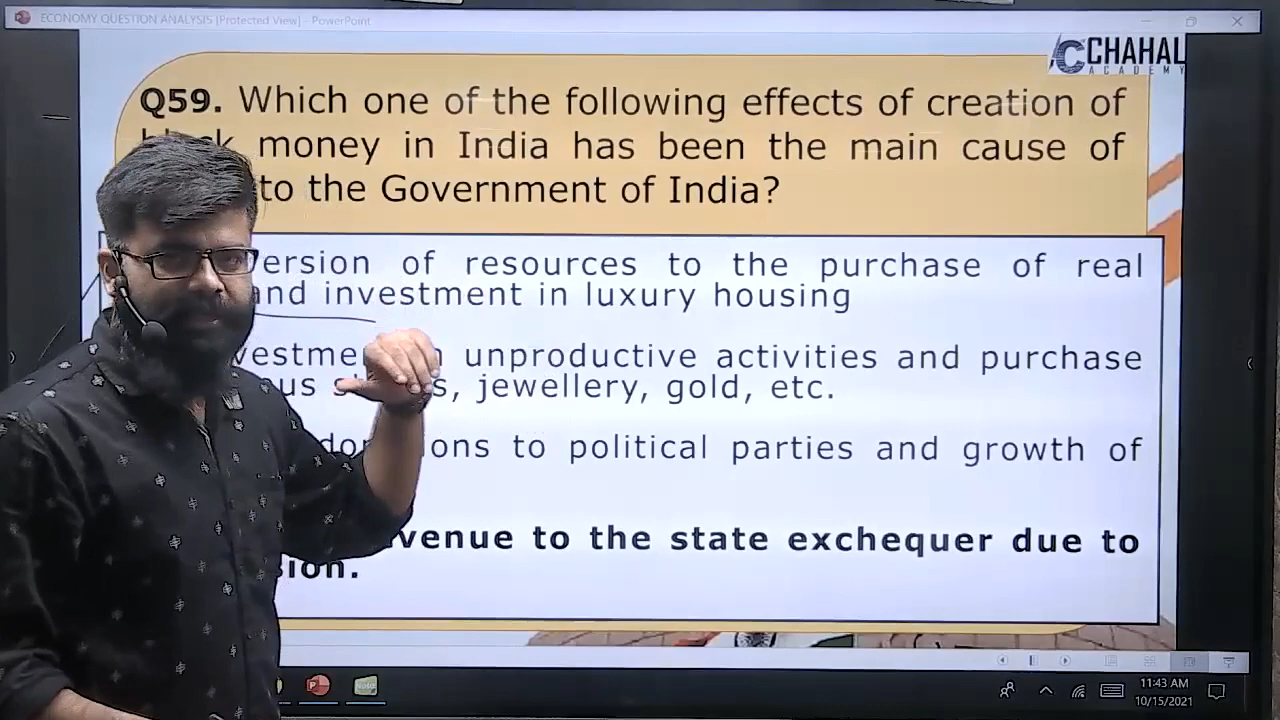 ECONOMY QUESTION ANALYSIS [Protected View] - PowerPoint
CHAHAL
ACADEMY
Q59. Which one of the following effects of creation of
money in India has been the main cause of
to the Government of India?
of resources to the purchase of real
and investment in luxury housing
unproductive activities and purchase
jewellery, gold, etc.
to political parties and growth of
to the state exchequer due to
11:43 AM
10/15/2021